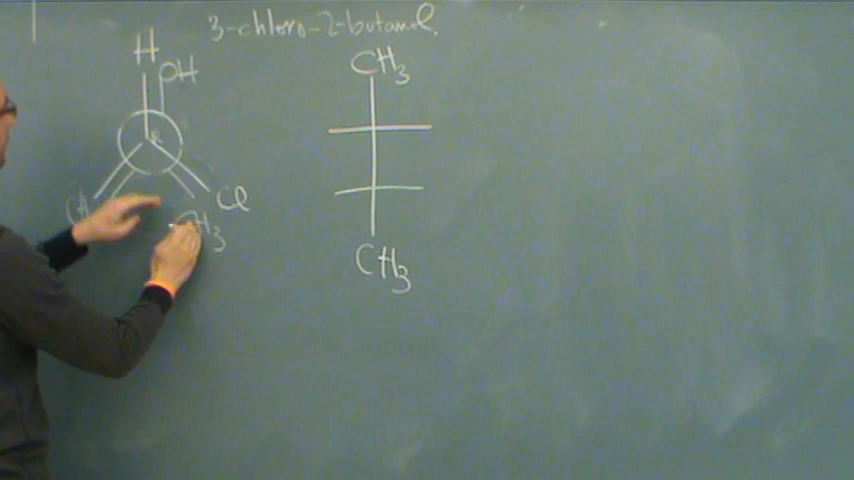 3-chloro-2-butanol.
H
OH
CH₃
R
Cl
CH₃
CH₃